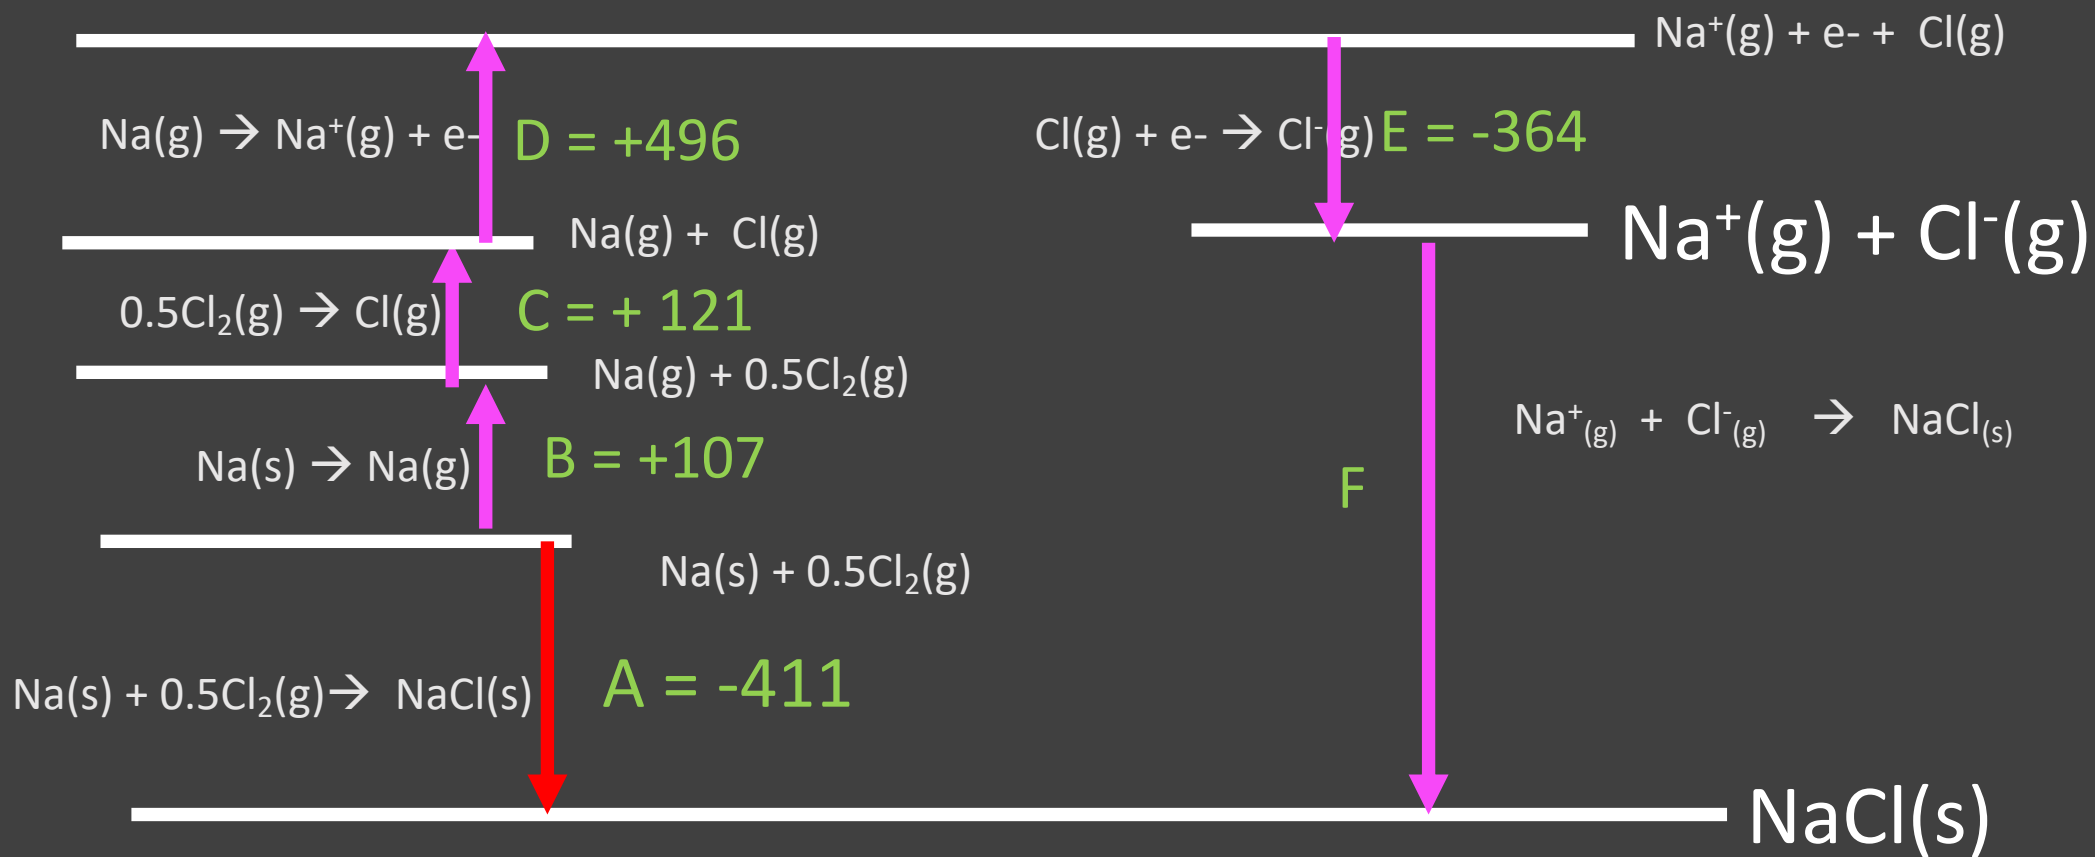 Na⁺(g) + e- + Cl(g)
Na(g) → Na⁺(g) + e-
D = +496
Cl(g) + e- → Cl⁻(g)
E = -364
Na(g) + Cl(g)
Na⁺(g) + Cl⁻(g)
0.5Cl₂(g) → Cl(g)
C = + 121
Na(g) + 0.5Cl₂(g)
Na⁺(g) + Cl⁻(g) → NaCl(s)
Na(s) → Na(g)
B = +107
F
Na(s) + 0.5Cl₂(g)
Na(s) + 0.5Cl₂(g)→ NaCl(s)
A = -411
NaCl(s)